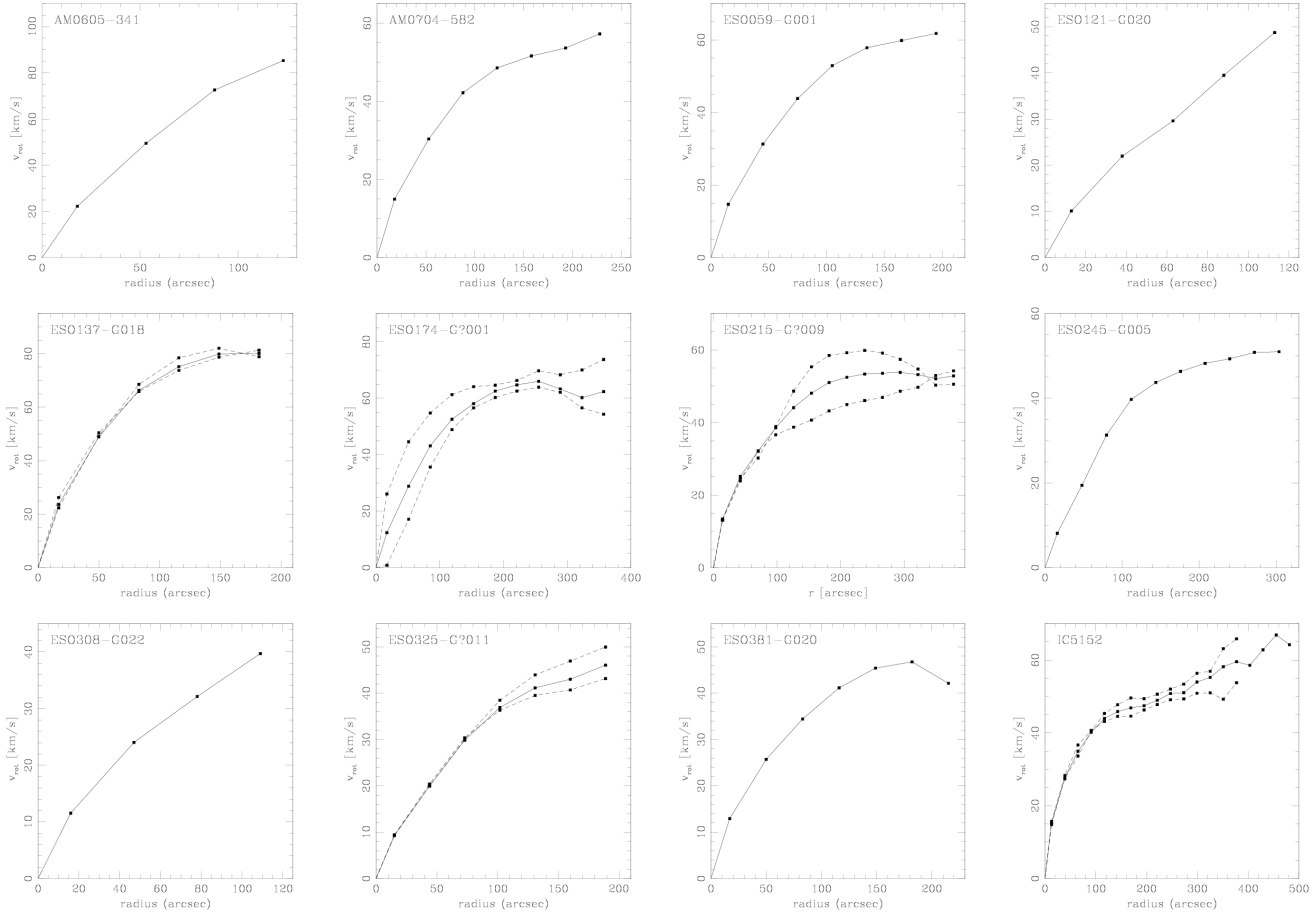 AM0605-341
v_rot [km/s]
0 20 40 60 80 100
0 50 100
radius (arcsec)
AM0704-582
v_rot [km/s]
0 20 40 60
0 50 100 150 200 250
radius (arcsec)
ESO059-G001
v_rot [km/s]
0 20 40 60
0 50 100 150 200
radius (arcsec)
ESO121-G020
v_rot [km/s]
0 10 20 30 40 50
0 20 40 60 80 100 125
radius (arcsec)
ESO137-G018
v_rot [km/s]
0 20 40 60 80
0 50 100 150 200
radius (arcsec)
ESO174-G?001
v_rot [km/s]
0 20 40 60 80
0 100 200 300 400
radius (arcsec)
ESO215-G?009
v_rot [km/s]
0 20 40 60
0 100 200 300
r [arcsec]
ESO245-G005
v_rot [km/s]
0 20 40 60
0 100 200 300
radius (arcsec)
ESO308-G022
v_rot [km/s]
0 10 20 30 40
0 20 40 60 80 100 120
radius (arcsec)
ESO325-G?011
v_rot [km/s]
0 10 20 30 40 50
0 50 100 150 200
radius (arcsec)
ESO381-G020
v_rot [km/s]
0 10 20 30 40 50
0 50 100 150 200
radius (arcsec)
IC5152
v_rot [km/s]
0 20 40 60
0 100 200 300 400 500
radius (arcsec)